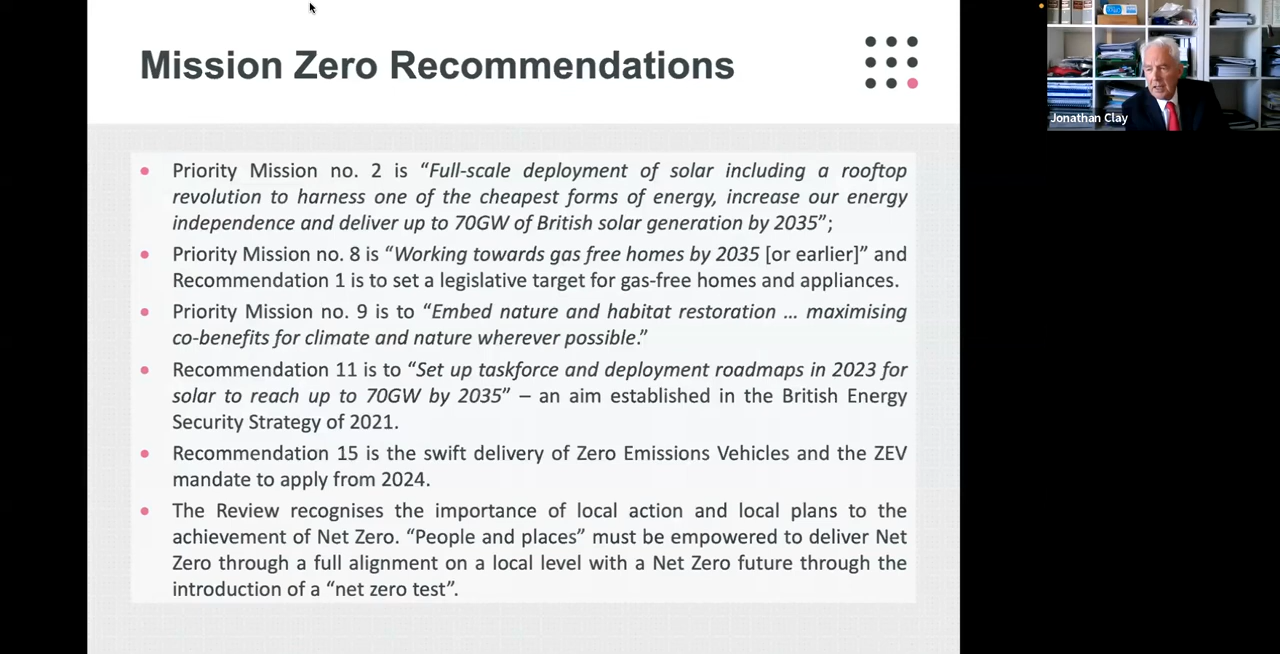 Mission Zero Recommendations
Jonathan Clay
• Priority Mission no. 2 is “Full-scale deployment of solar including a rooftop
revolution to harness one of the cheapest forms of energy, increase our energy
independence and deliver up to 70GW of British solar generation by 2035”;
• Priority Mission no. 8 is “Working towards gas free homes by 2035 [or earlier]” and
Recommendation 1 is to set a legislative target for gas-free homes and appliances.
• Priority Mission no. 9 is to “Embed nature and habitat restoration … maximising
co-benefits for climate and nature wherever possible.”
• Recommendation 11 is to “Set up taskforce and deployment roadmaps in 2023 for
solar to reach up to 70GW by 2035” – an aim established in the British Energy
Security Strategy of 2021.
• Recommendation 15 is the swift delivery of Zero Emissions Vehicles and the ZEV
mandate to apply from 2024.
• The Review recognises the importance of local action and local plans to the
achievement of Net Zero. “People and places” must be empowered to deliver Net
Zero through a full alignment on a local level with a Net Zero future through the
introduction of a “net zero test”.